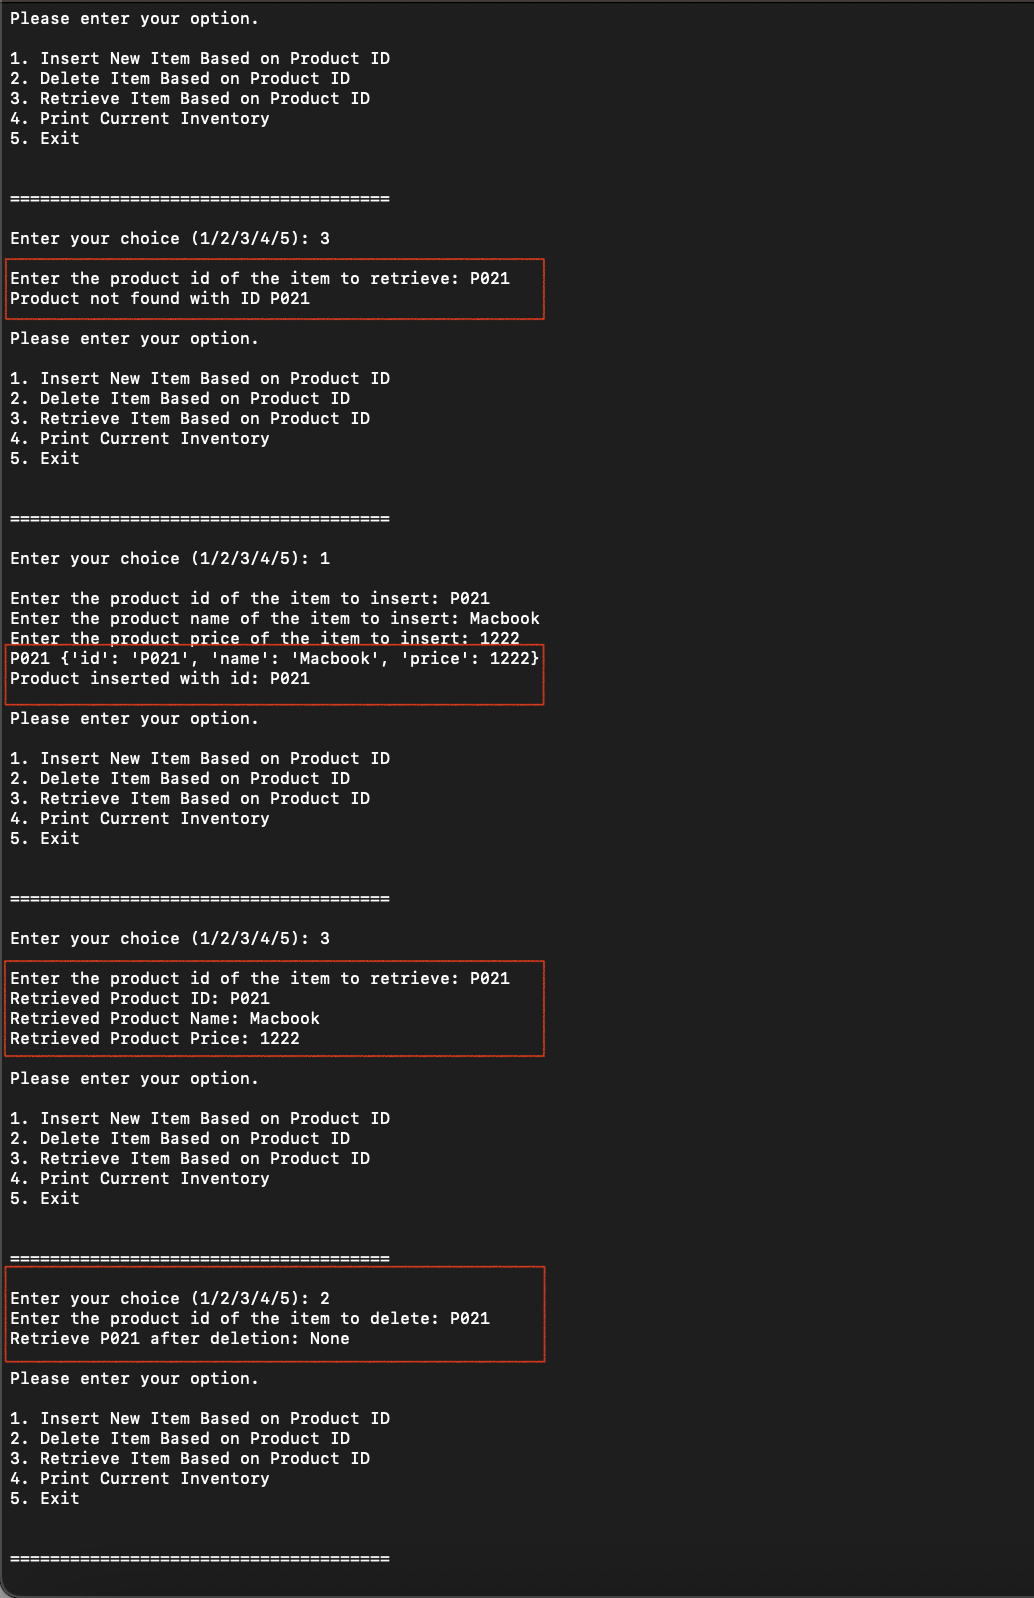 Please enter your option.
1. Insert New Item Based on Product ID
2. Delete Item Based on Product ID
3. Retrieve Item Based on Product ID
4. Print Current Inventory
5. Exit
======================================
Enter your choice (1/2/3/4/5): 3
Enter the product id of the item to retrieve: P021
Product not found with ID P021
Please enter your option.
1. Insert New Item Based on Product ID
2. Delete Item Based on Product ID
3. Retrieve Item Based on Product ID
4. Print Current Inventory
5. Exit
======================================
Enter your choice (1/2/3/4/5): 1
Enter the product id of the item to insert: P021
Enter the product name of the item to insert: Macbook
Enter the product price of the item to insert: 1222
P021 {'id': 'P021', 'name': 'Macbook', 'price': 1222}
Product inserted with id: P021
Please enter your option.
1. Insert New Item Based on Product ID
2. Delete Item Based on Product ID
3. Retrieve Item Based on Product ID
4. Print Current Inventory
5. Exit
======================================
Enter your choice (1/2/3/4/5): 3
Enter the product id of the item to retrieve: P021
Retrieved Product ID: P021
Retrieved Product Name: Macbook
Retrieved Product Price: 1222
Please enter your option.
1. Insert New Item Based on Product ID
2. Delete Item Based on Product ID
3. Retrieve Item Based on Product ID
4. Print Current Inventory
5. Exit
======================================
Enter your choice (1/2/3/4/5): 2
Enter the product id of the item to delete: P021
Retrieve P021 after deletion: None
Please enter your option.
1. Insert New Item Based on Product ID
2. Delete Item Based on Product ID
3. Retrieve Item Based on Product ID
4. Print Current Inventory
5. Exit
======================================